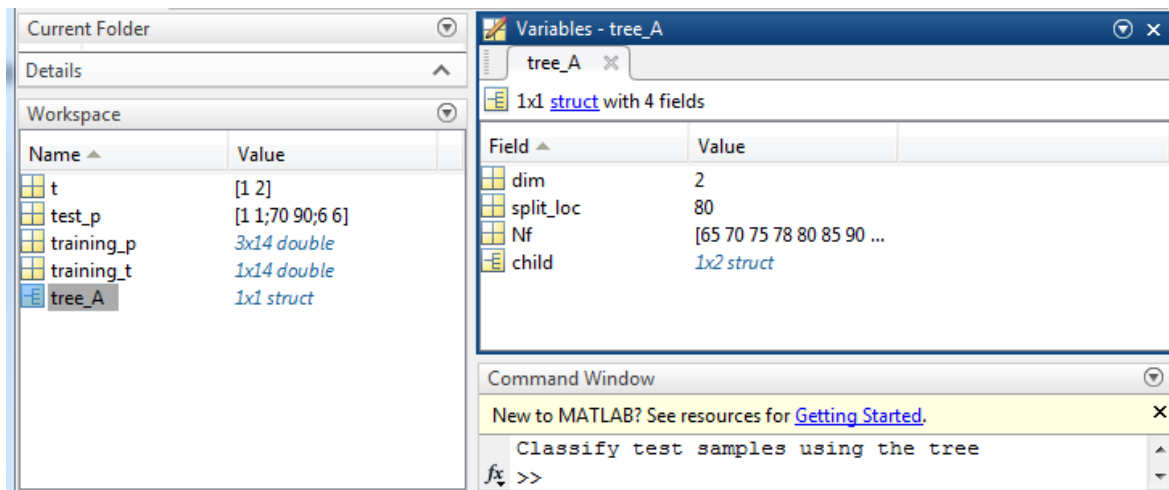 Current Folder
Details
Workspace
Name Value
t [1 2]
test_p [1 1;70 90;6 6]
training_p 3x14 double
training_t 1x14 double
tree_A 1x1 struct
Variables - tree_A
tree_A
1x1 struct with 4 fields
Field Value
dim 2
split_loc 80
Nf [65 70 75 78 80 85 90 ...
child 1x2 struct
Command Window
New to MATLAB? See resources for Getting Started.
Classify test samples using the tree
fx >>